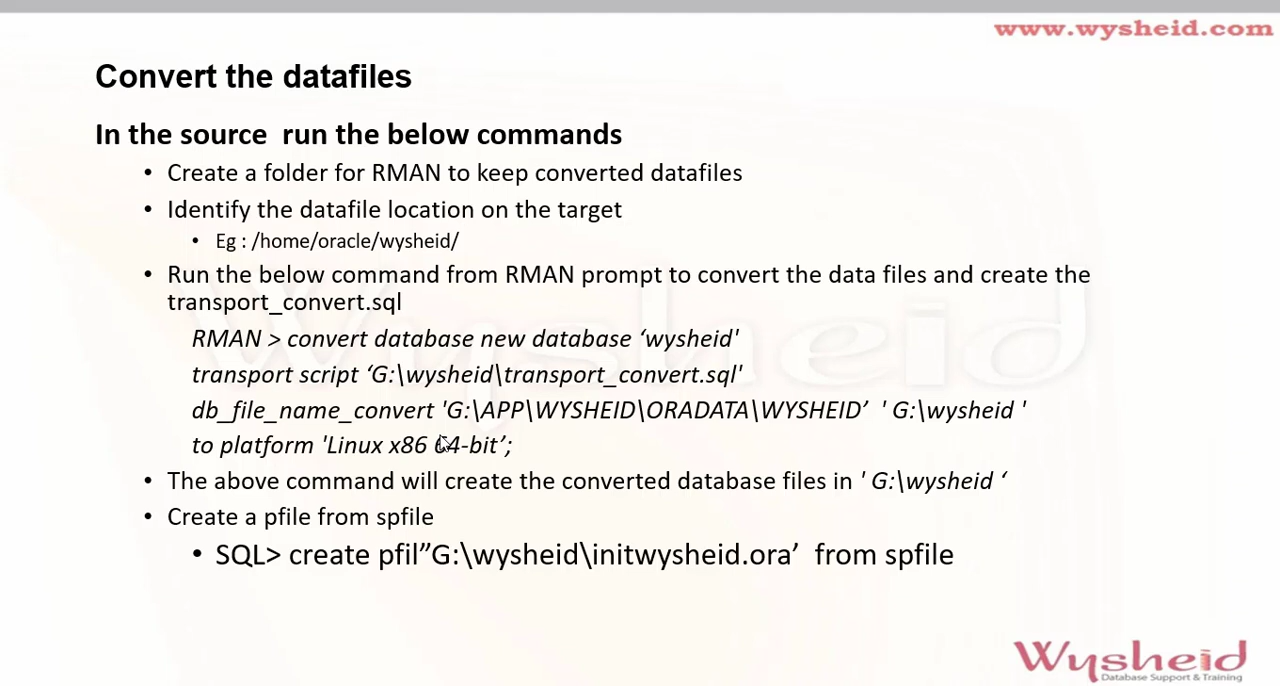 www.wysheid.com
Convert the datafiles
In the source run the below commands
• Create a folder for RMAN to keep converted datafiles
• Identify the datafile location on the target
• Eg : /home/oracle/wysheid/
• Run the below command from RMAN prompt to convert the data files and create the
transport_convert.sql
RMAN > convert database new database ‘wysheid'
transport script ‘G:\wysheid\transport_convert.sql'
db_file_name_convert 'G:\APP\WYSHEID\ORADATA\WYSHEID’ ' G:\wysheid '
to platform 'Linux x86 64-bit’;
• The above command will create the converted database files in ' G:\wysheid ‘
• Create a pfile from spfile
• SQL> create pfil”G:\wysheid\initwysheid.ora’ from spfile
Wysheid
Wysheid
Database Support & Training